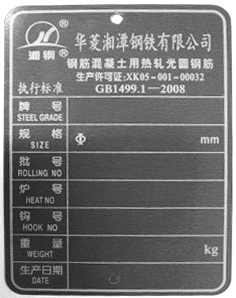 湘钢
华菱湘潭钢铁有限公司
钢筋混凝土用热轧光圆钢筋
生产许可证:XK05-001-00032
执行标准 GB1499.1—2008
牌号
STEEL GRADE
规格 Φ mm
SIZE
批号
ROLLING NO
炉号
HEAT NO
钩号
HOOK NO
重量 kg
WEIGHT
生产日期
DATE